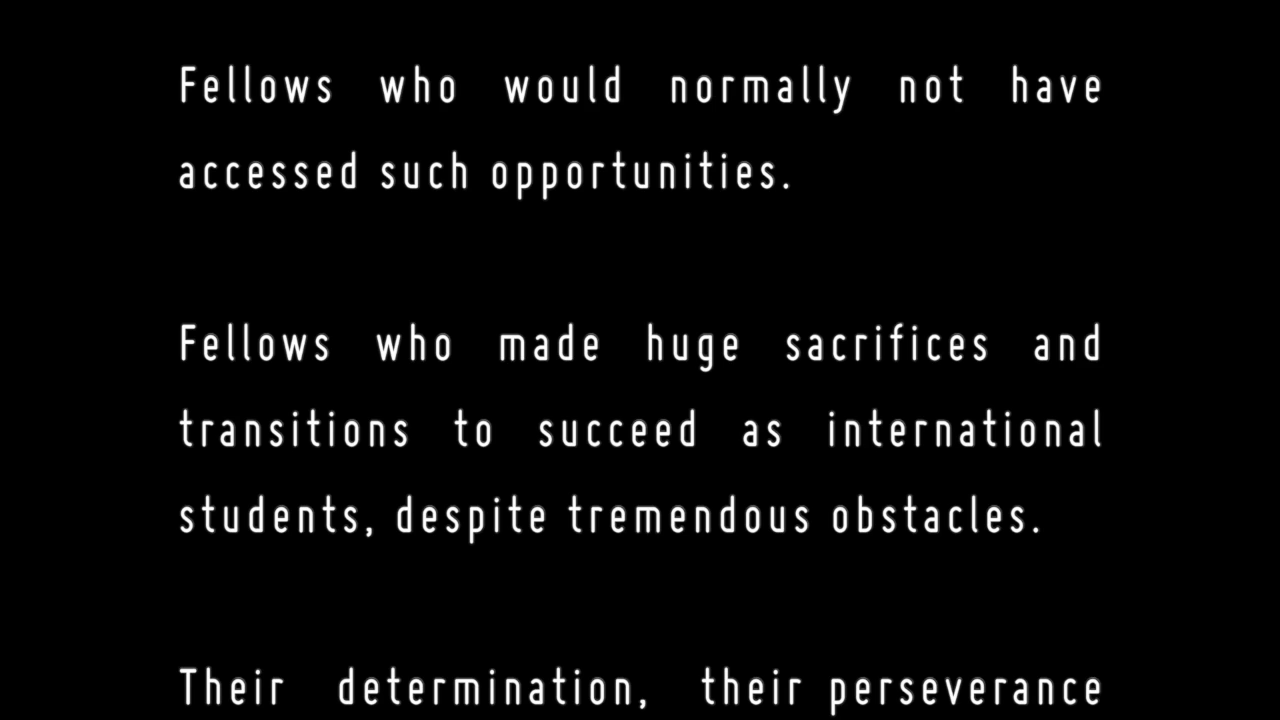 Fellows who would normally not have
accessed such opportunities.
Fellows who made huge sacrifices and
transitions to succeed as international
students, despite tremendous obstacles.
Their determination, their perseverance